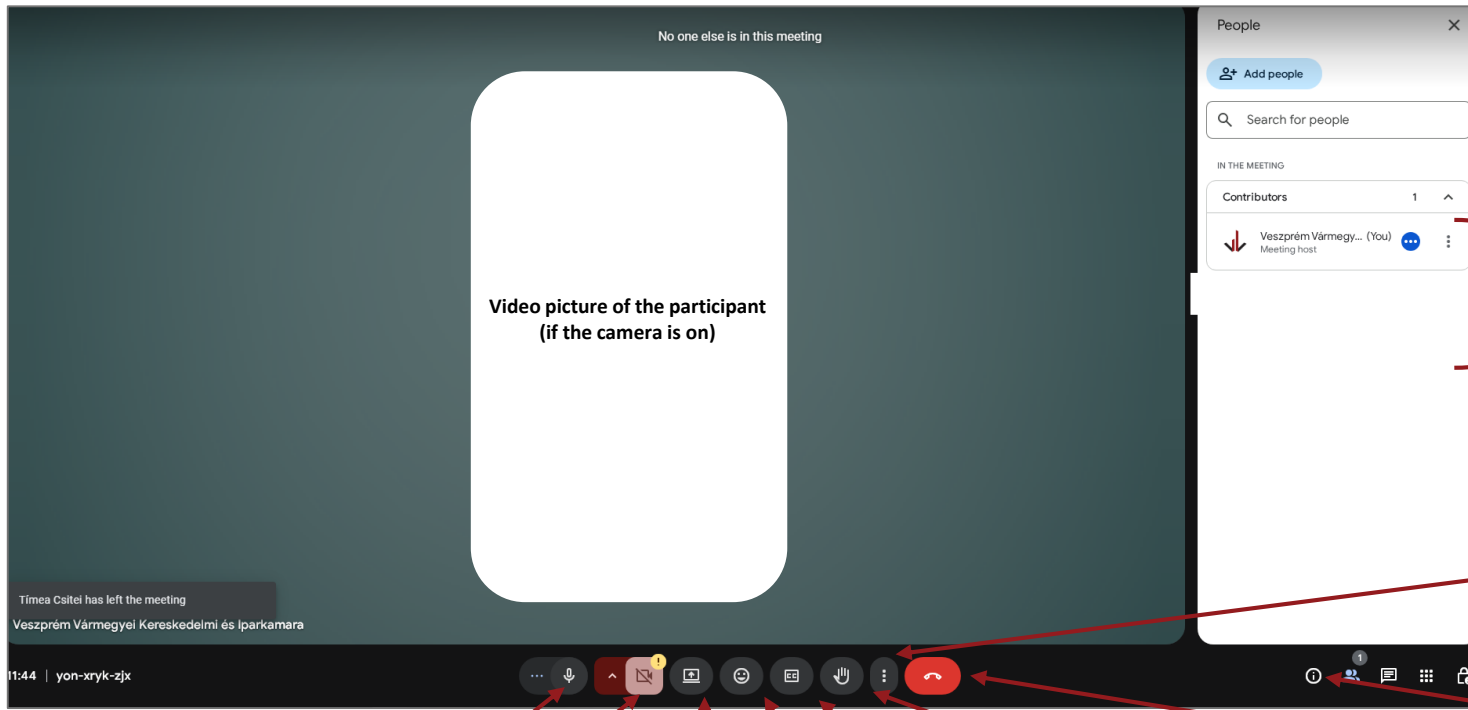 No one else is in this meeting
Video picture of the participant
(if the camera is on)
Tímea Csitei has left the meeting
Veszprém Vármegyei Kereskedelmi és Iparkamara
11:44 | yon-xryk-zjx
!
CC
1
People
Add people
Search for people
IN THE MEETING
Contributors 1
Veszprém Vármegy... (You)
Meeting host